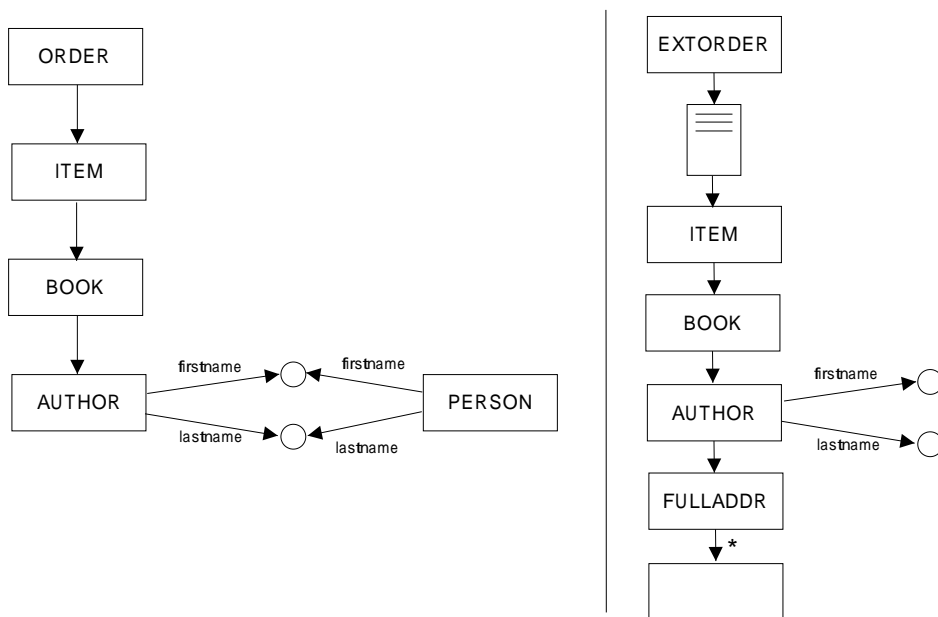 ORDER
ITEM
BOOK
AUTHOR
firstname
lastname
firstname
lastname
PERSON
EXTORDER
ITEM
BOOK
AUTHOR
firstname
lastname
FULLADDR
*